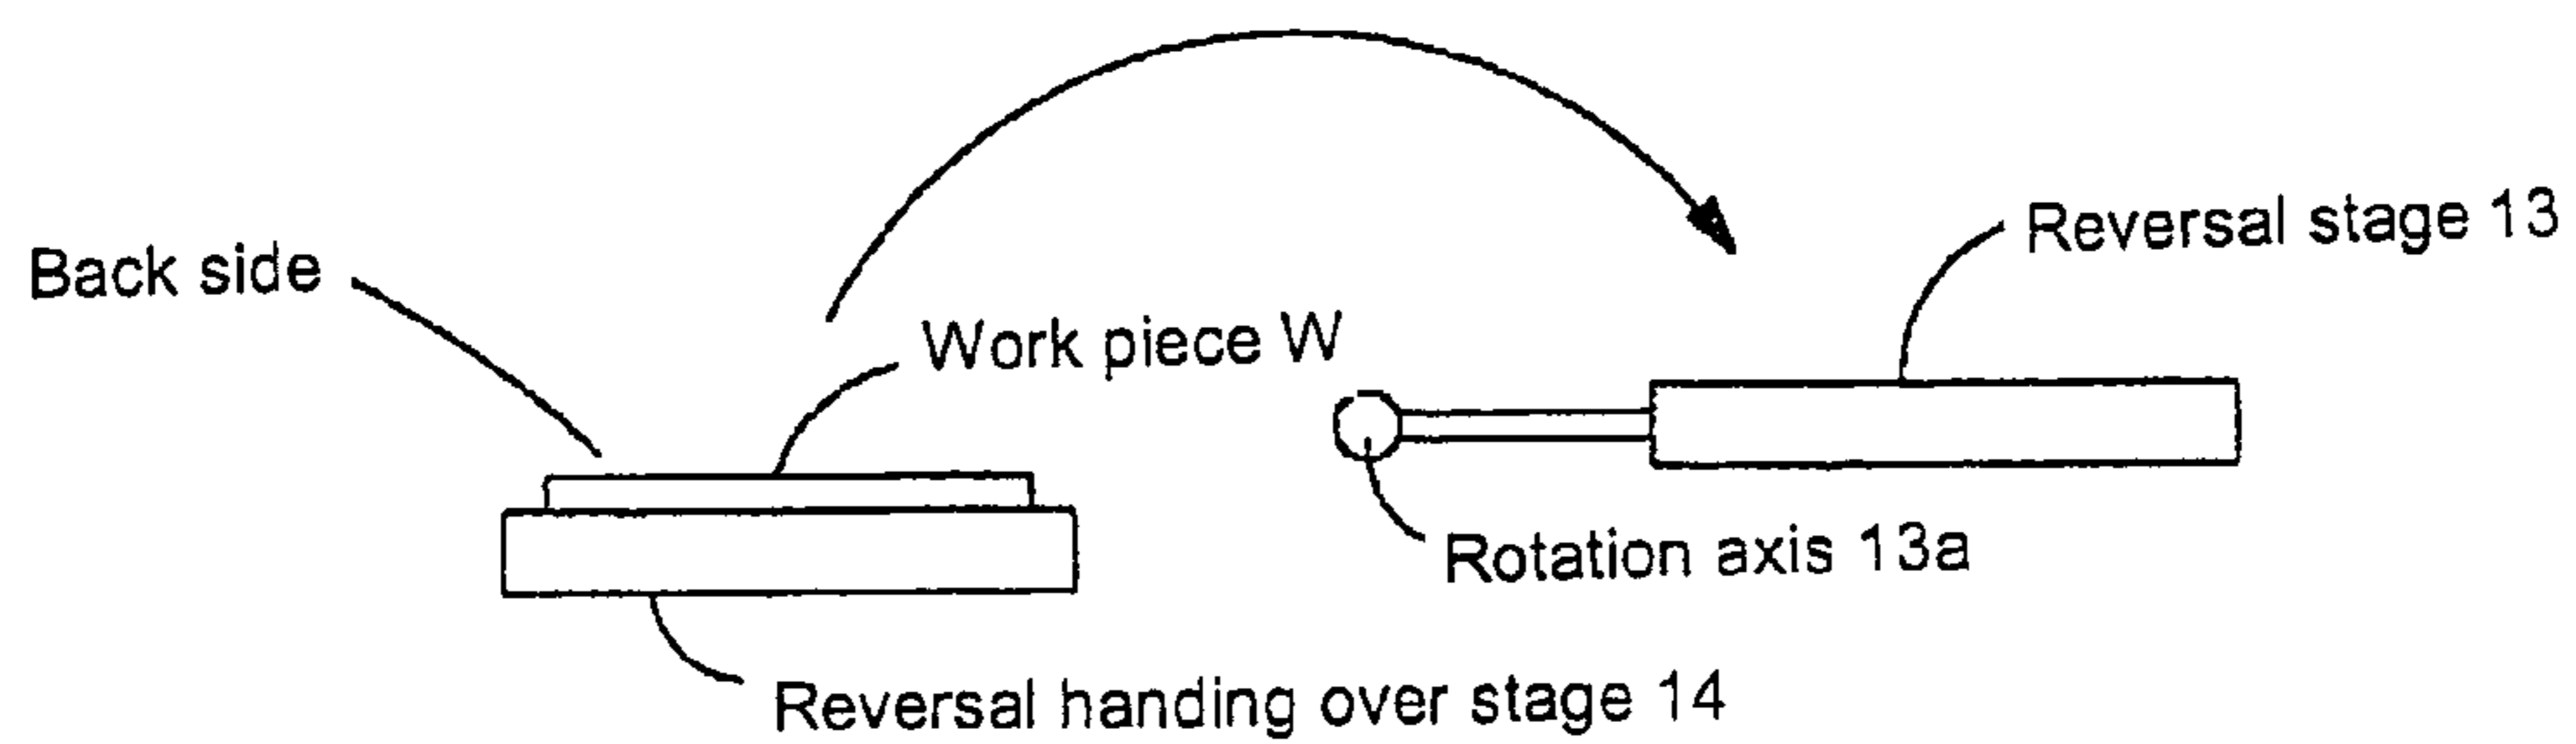 Reversal stage 13
Back side
Work piece W
Rotation axis 13a
Reversal handing over stage 14